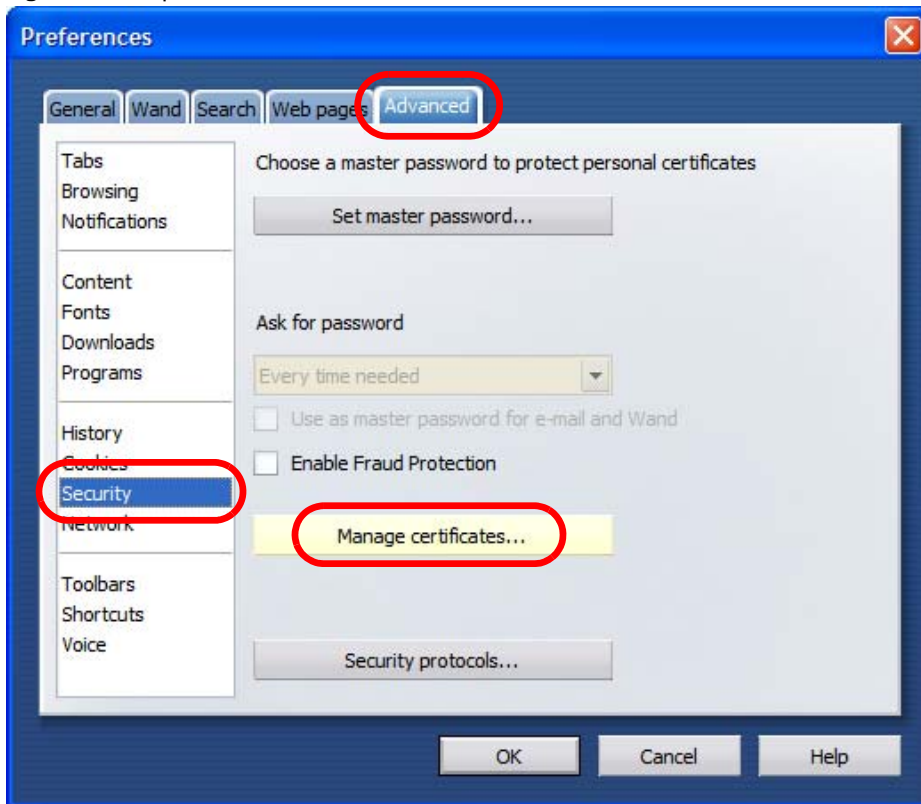 Preferences
General Wand Search Web pages Advanced
Tabs
Browsing
Notifications
Content
Fonts
Downloads
Programs
History
Cookies
Security
Network
Toolbars
Shortcuts
Voice
Choose a master password to protect personal certificates
Set master password...
Ask for password
Every time needed
Use as master password for e-mail and Wand
Enable Fraud Protection
Manage certificates...
Security protocols...
OK Cancel Help